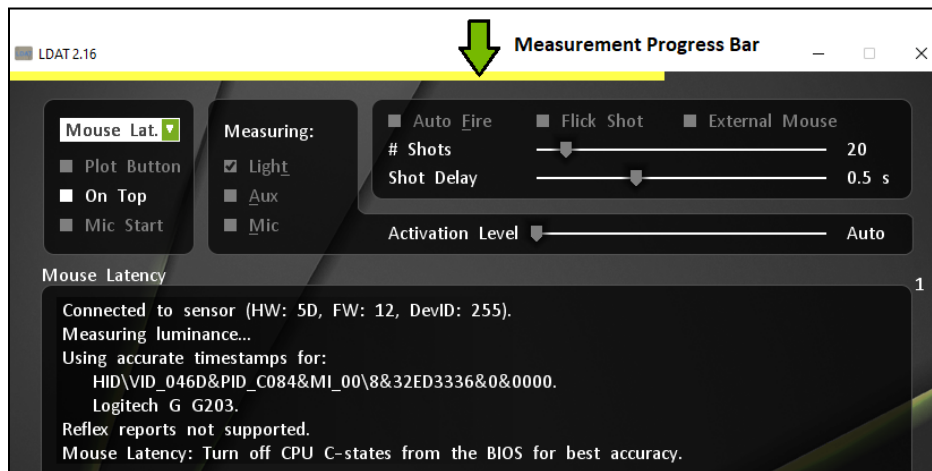 Measurement Progress Bar
LDAT 2.16
Mouse Lat.
Plot Button
On Top
Mic Start
Measuring:
Light
Aux
Mic
Auto Fire Flick Shot External Mouse
# Shots 20
Shot Delay 0.5 s
Activation Level Auto
Mouse Latency
1
Connected to sensor (HW: 5D, FW: 12, DevID: 255).
Measuring luminance...
Using accurate timestamps for:
HID\VID_046D&PID_C084&MI_00\8&32ED3336&0&0000.
Logitech G G203.
Reflex reports not supported.
Mouse Latency: Turn off CPU C-states from the BIOS for best accuracy.